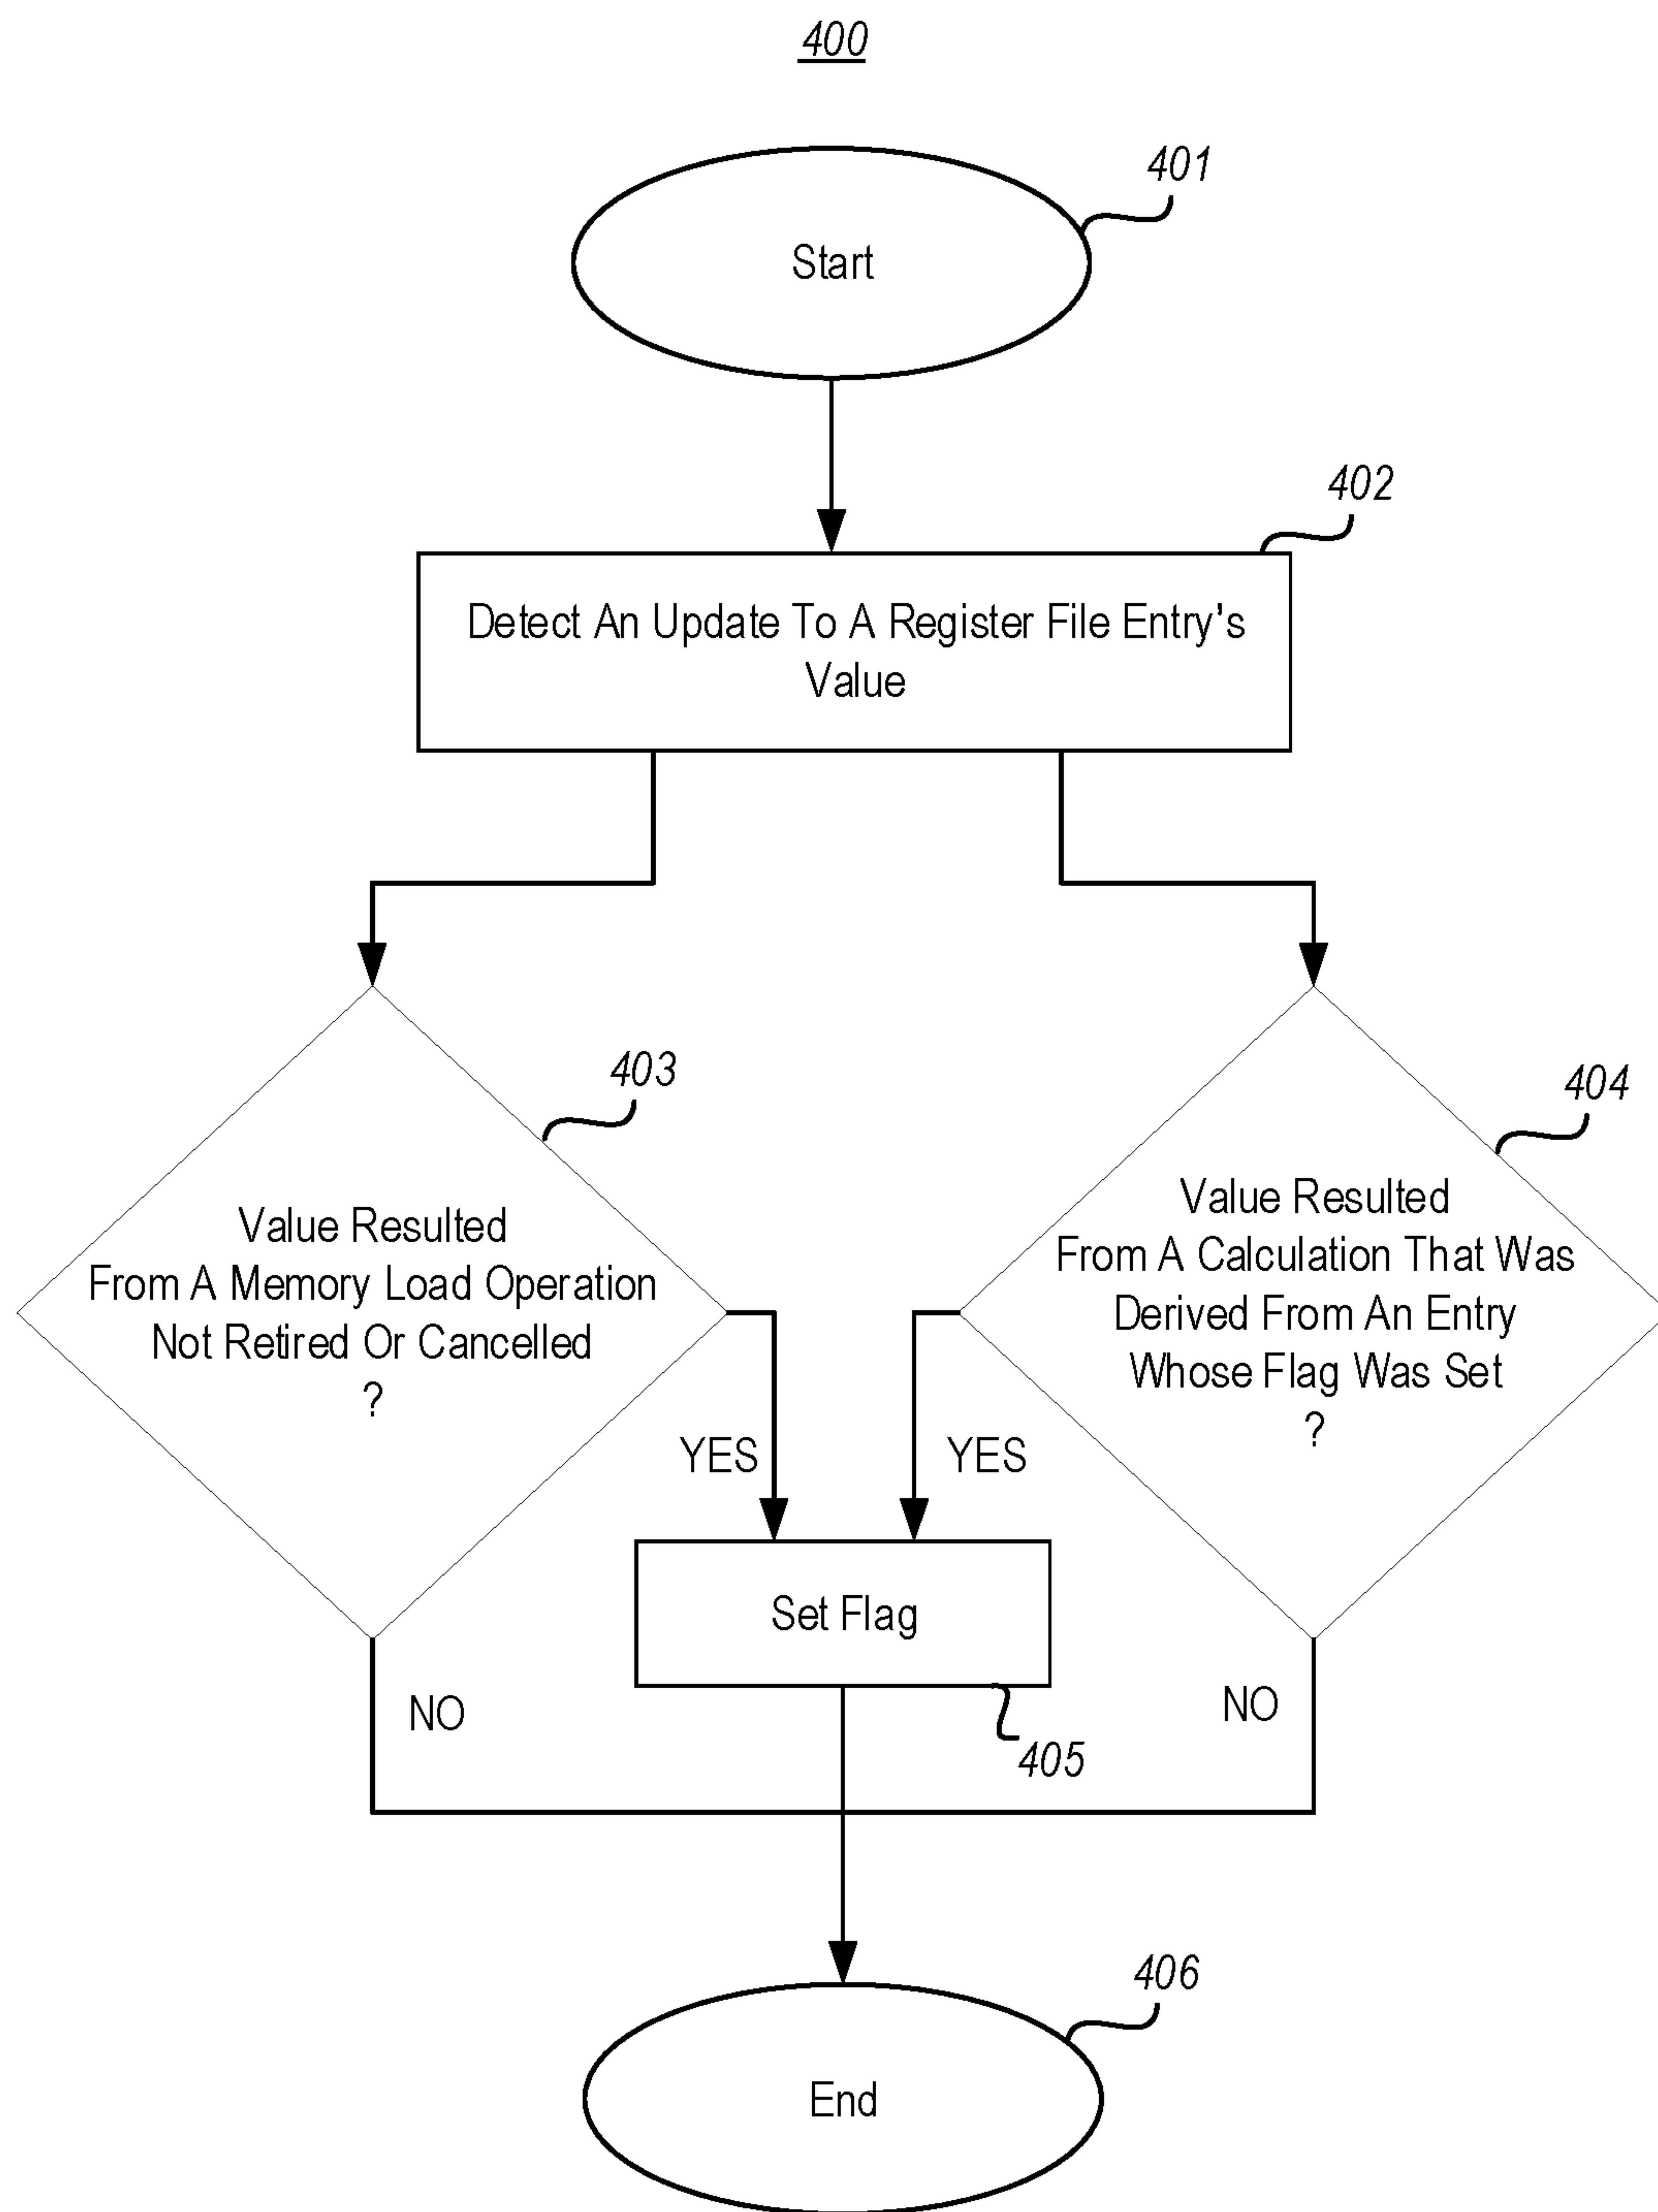 400
401
Start
402
Detect An Update To A Register File Entry's
Value
403
404
Value Resulted
From A Memory Load Operation
Not Retired Or Cancelled
?
Value Resulted
From A Calculation That Was
Derived From An Entry
Whose Flag Was Set
?
YES
YES
Set Flag
NO
NO
405
406
End